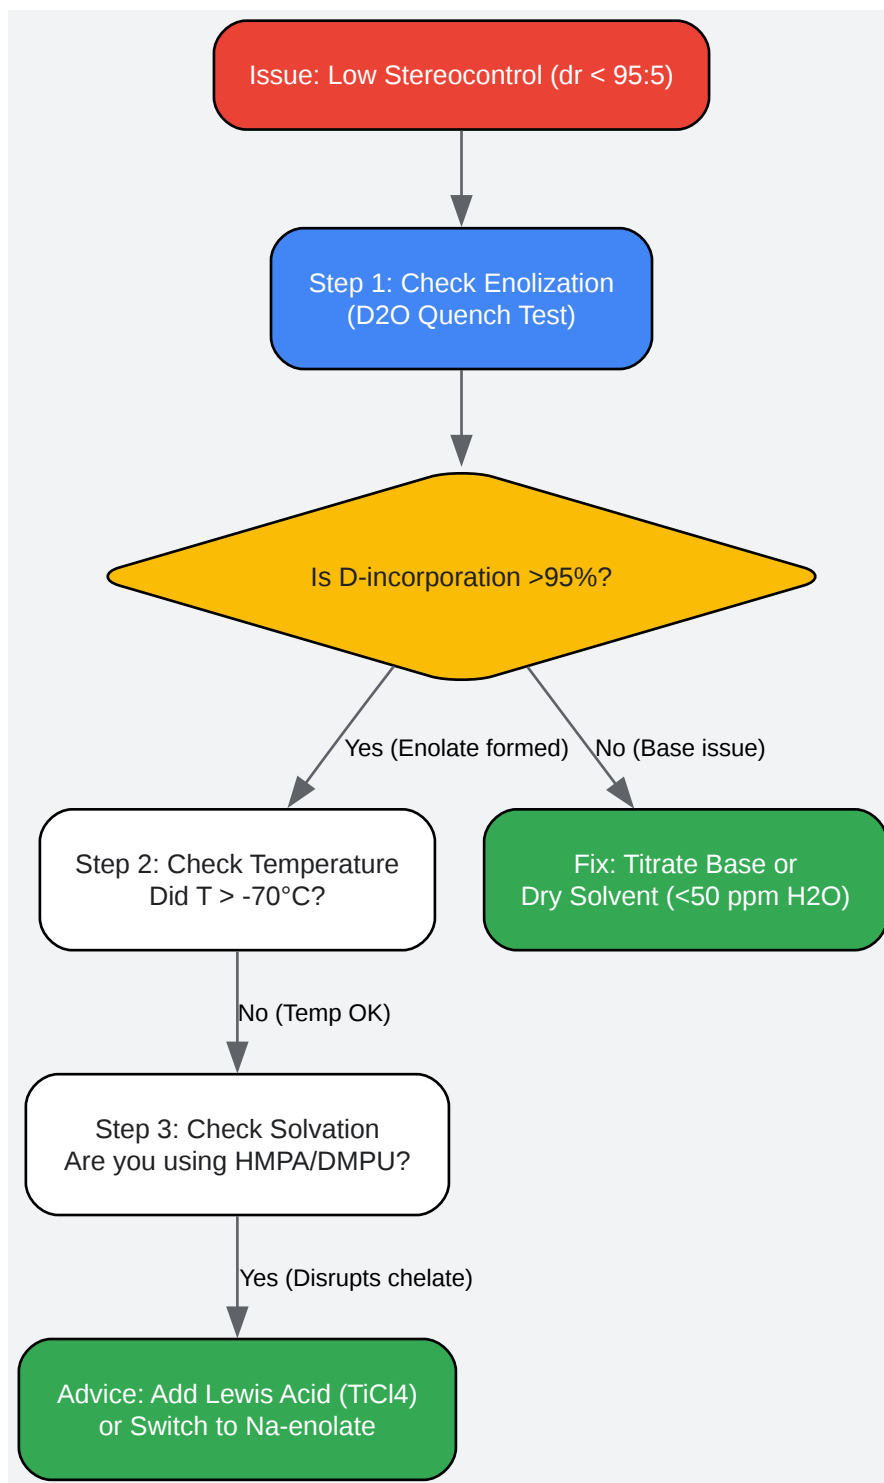 Issue: Low Stereocontrol (dr < 95:5)
Step 1: Check Enolization
(D2O Quench Test)
Is D-incorporation >95%?
Yes (Enolate formed)
No (Base issue)
Step 2: Check Temperature
Did T > -70°C?
Fix: Titrate Base or
Dry Solvent (<50 ppm H2O)
No (Temp OK)
Step 3: Check Solvation
Are you using HMPA/DMPU?
Yes (Disrupts chelate)
Advice: Add Lewis Acid (TiCl4)
or Switch to Na-enolate